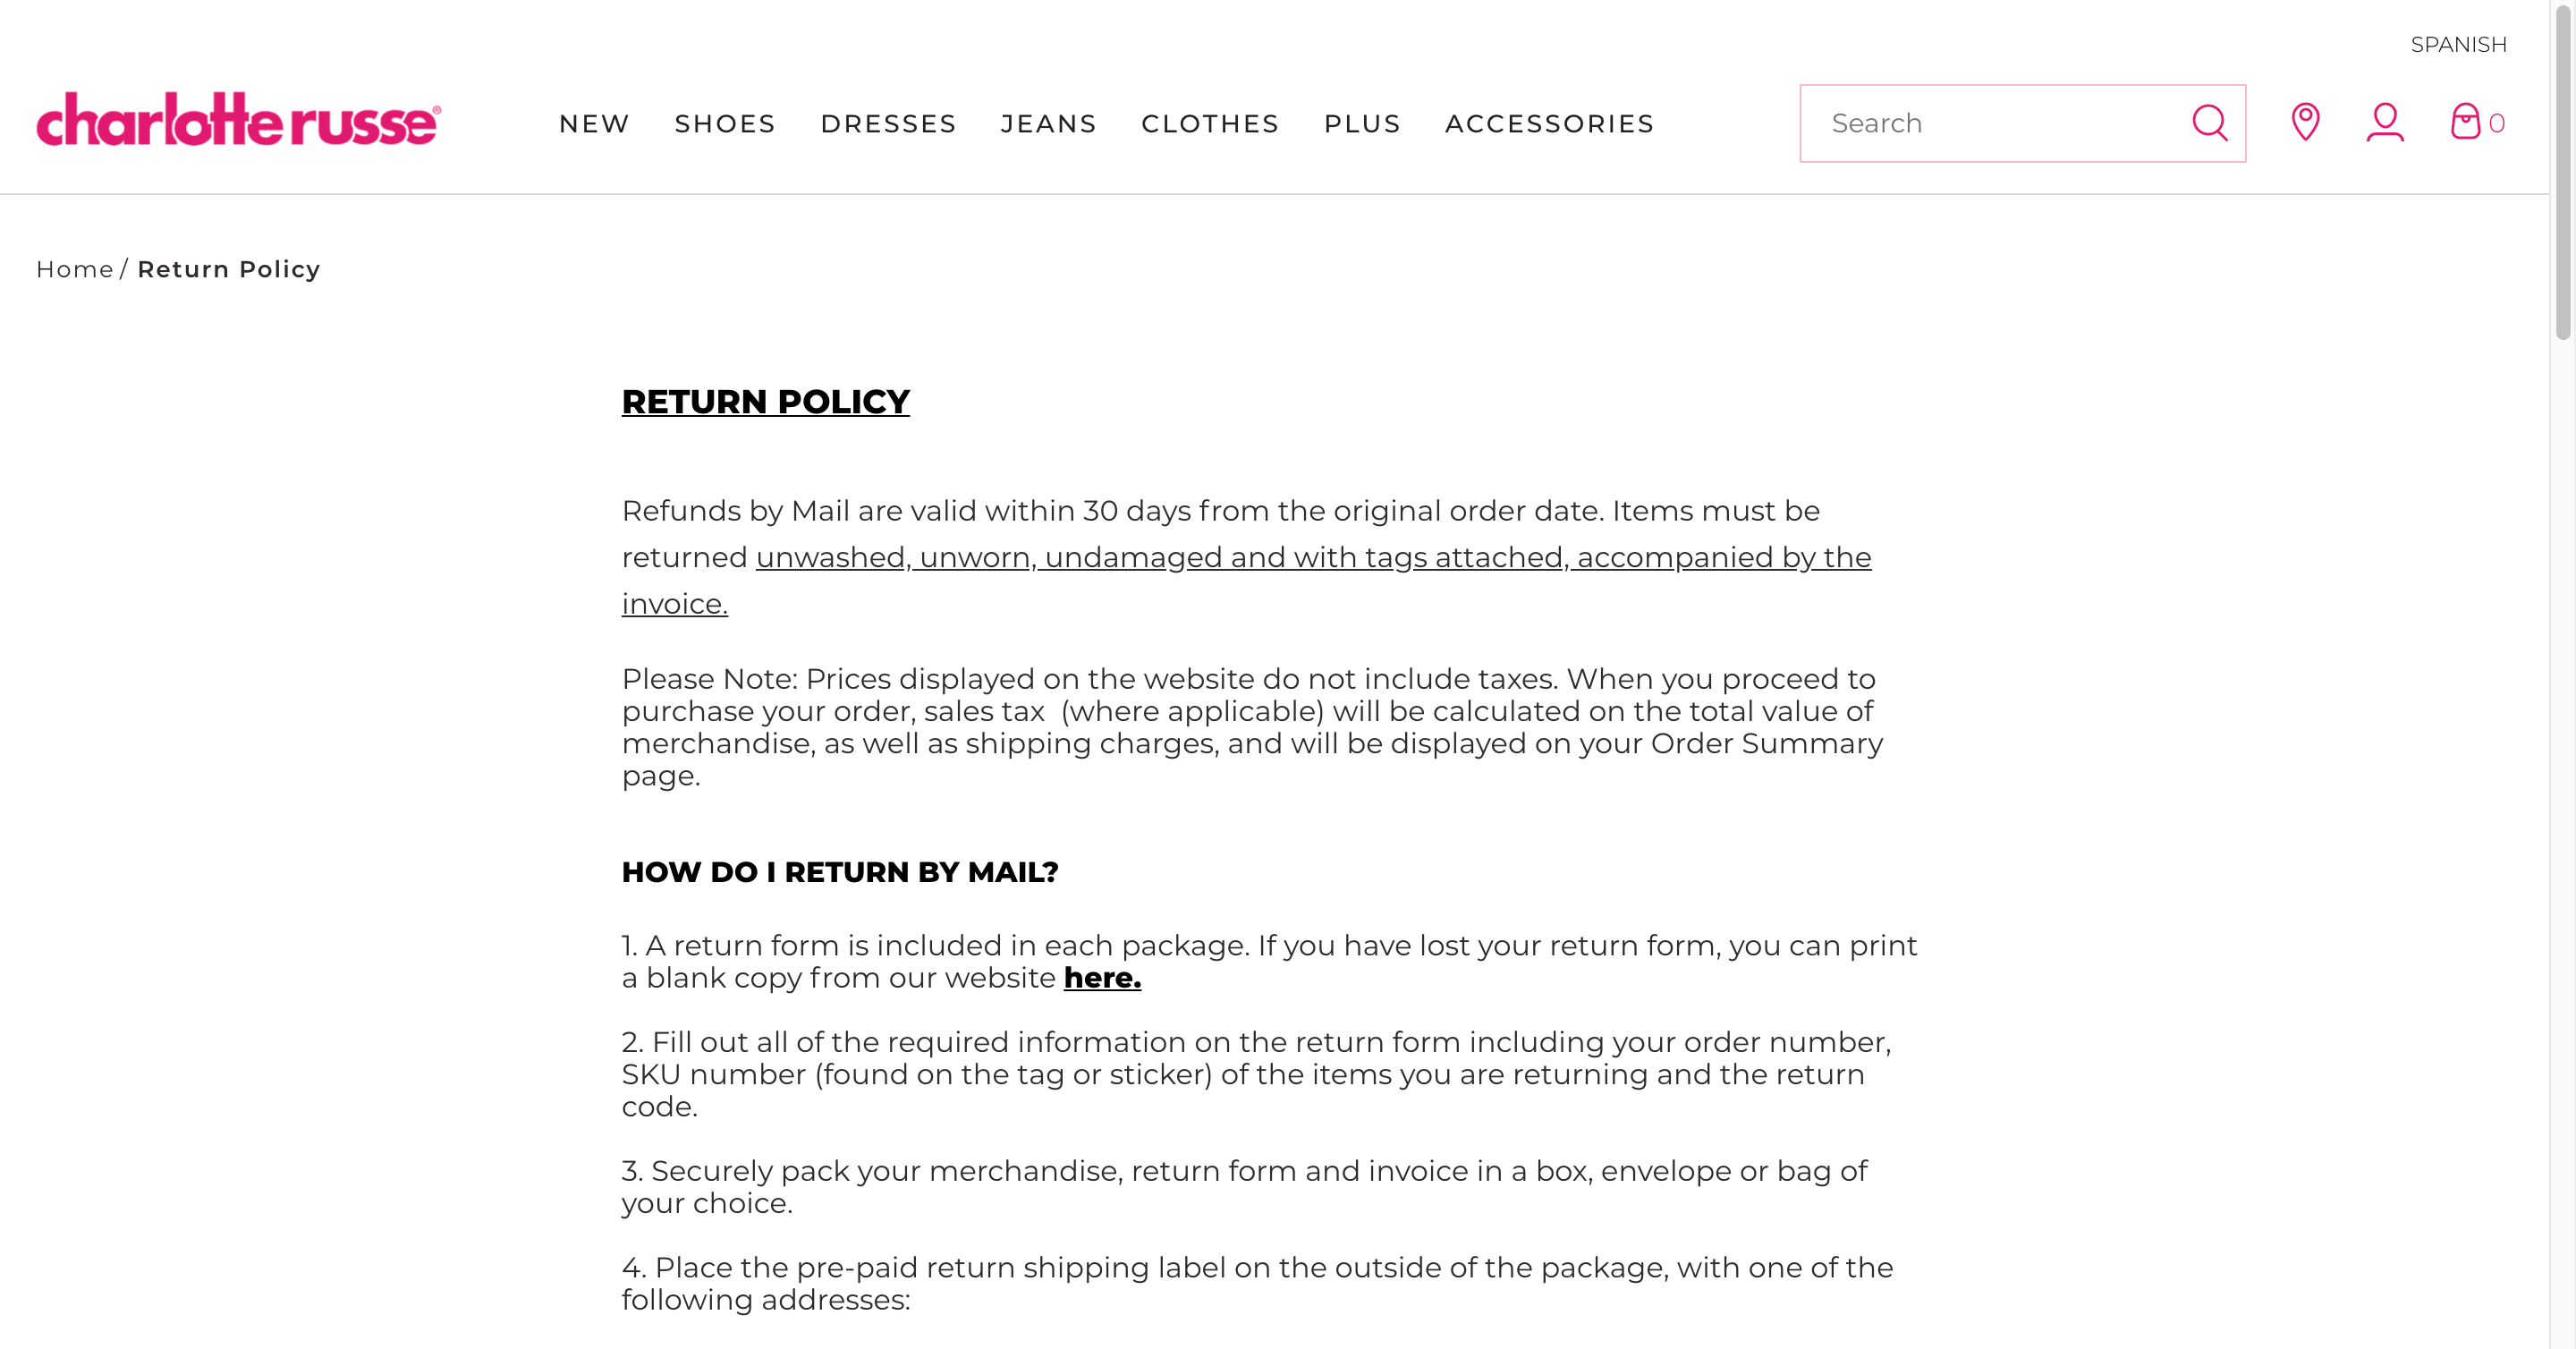 SPANISH
charlotte russe®
NEW SHOES DRESSES JEANS CLOTHES PLUS ACCESSORIES Search 0
Home / Return Policy
RETURN POLICY
Refunds by Mail are valid within 30 days from the original order date. Items must be
returned unwashed, unworn, undamaged and with tags attached, accompanied by the
invoice.
Please Note: Prices displayed on the website do not include taxes. When you proceed to
purchase your order, sales tax  (where applicable) will be calculated on the total value of
merchandise, as well as shipping charges, and will be displayed on your Order Summary
page.
HOW DO I RETURN BY MAIL?
1. A return form is included in each package. If you have lost your return form, you can print
a blank copy from our website here.
2. Fill out all of the required information on the return form including your order number,
SKU number (found on the tag or sticker) of the items you are returning and the return
code.
3. Securely pack your merchandise, return form and invoice in a box, envelope or bag of
your choice.
4. Place the pre-paid return shipping label on the outside of the package, with one of the
following addresses: